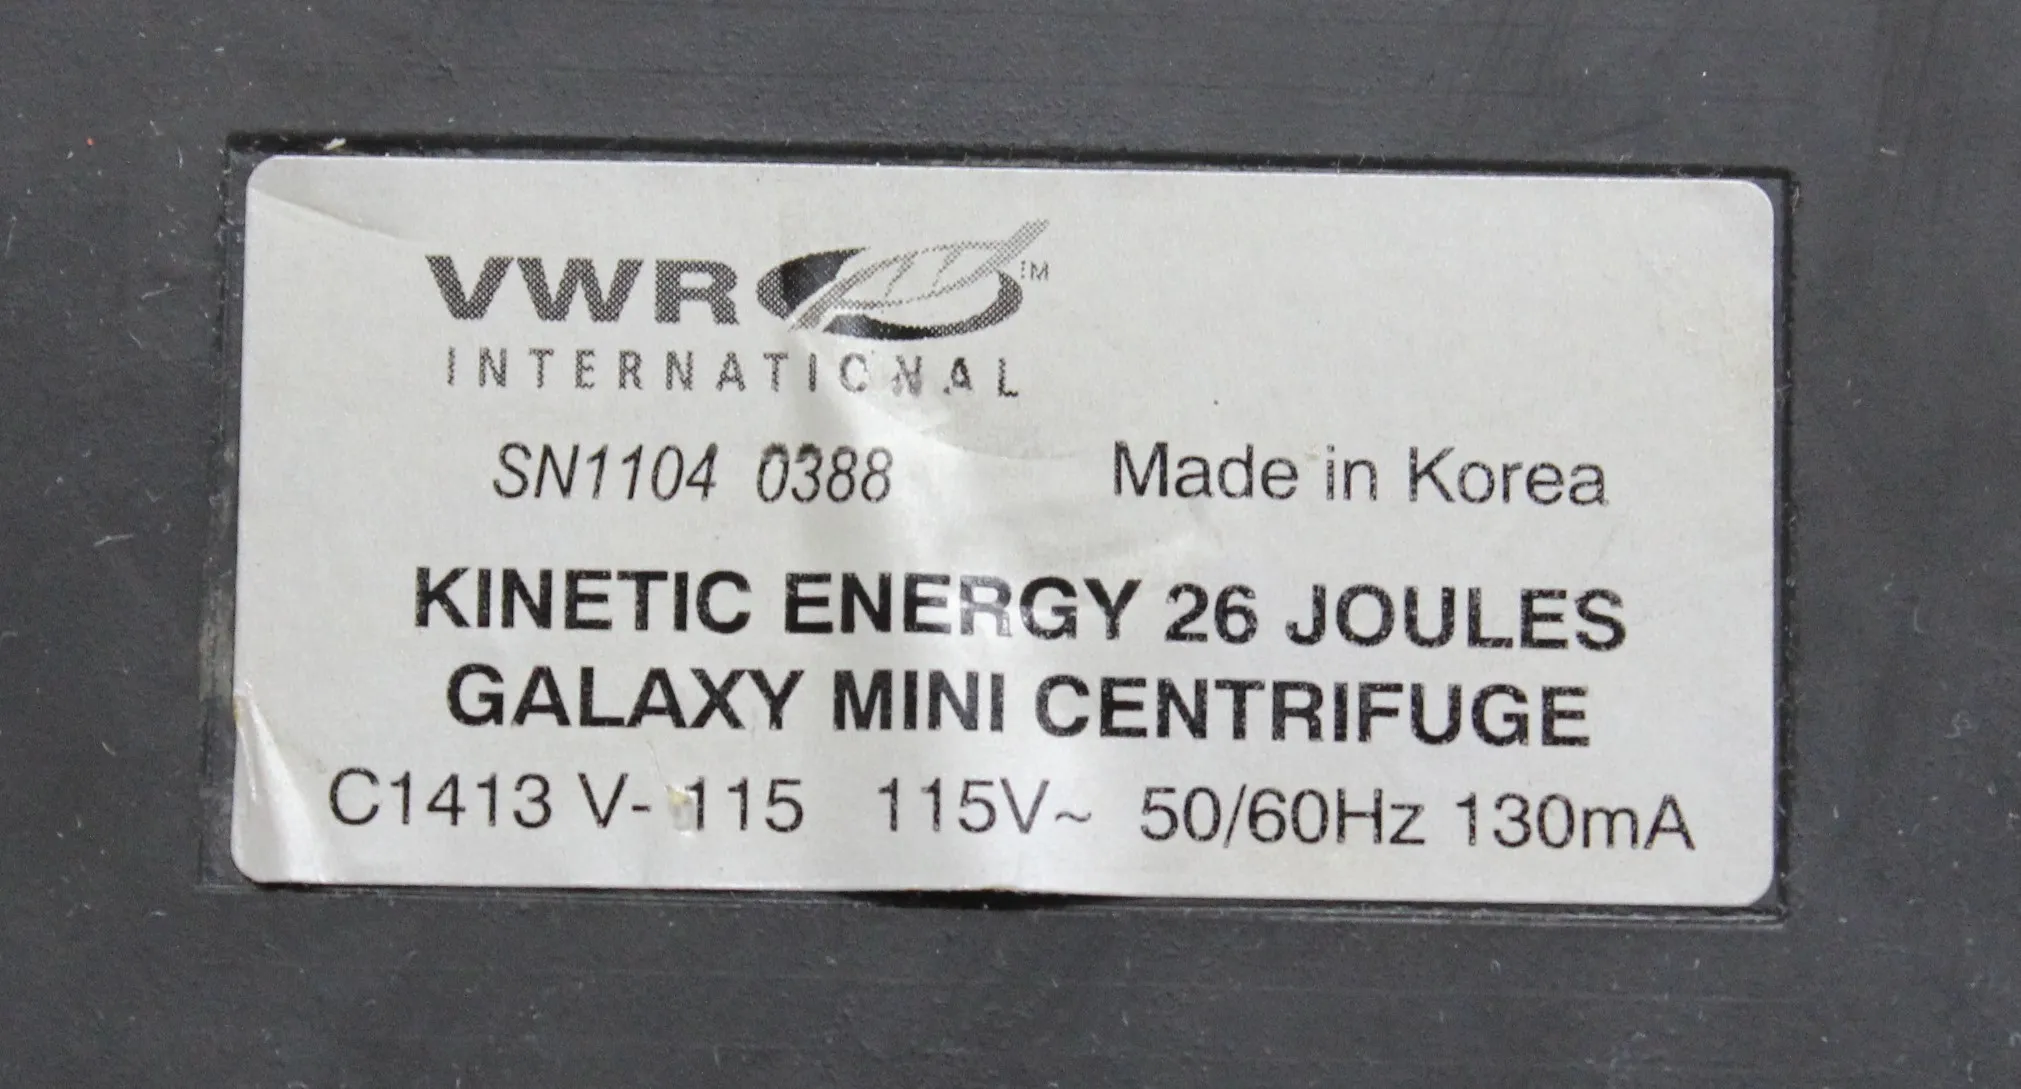 VWR ™
INTERNATIONAL
SN1104 0388 Made in Korea
KINETIC ENERGY 26 JOULES
GALAXY MINI CENTRIFUGE
C1413 V- 115 115V~ 50/60Hz 130mA